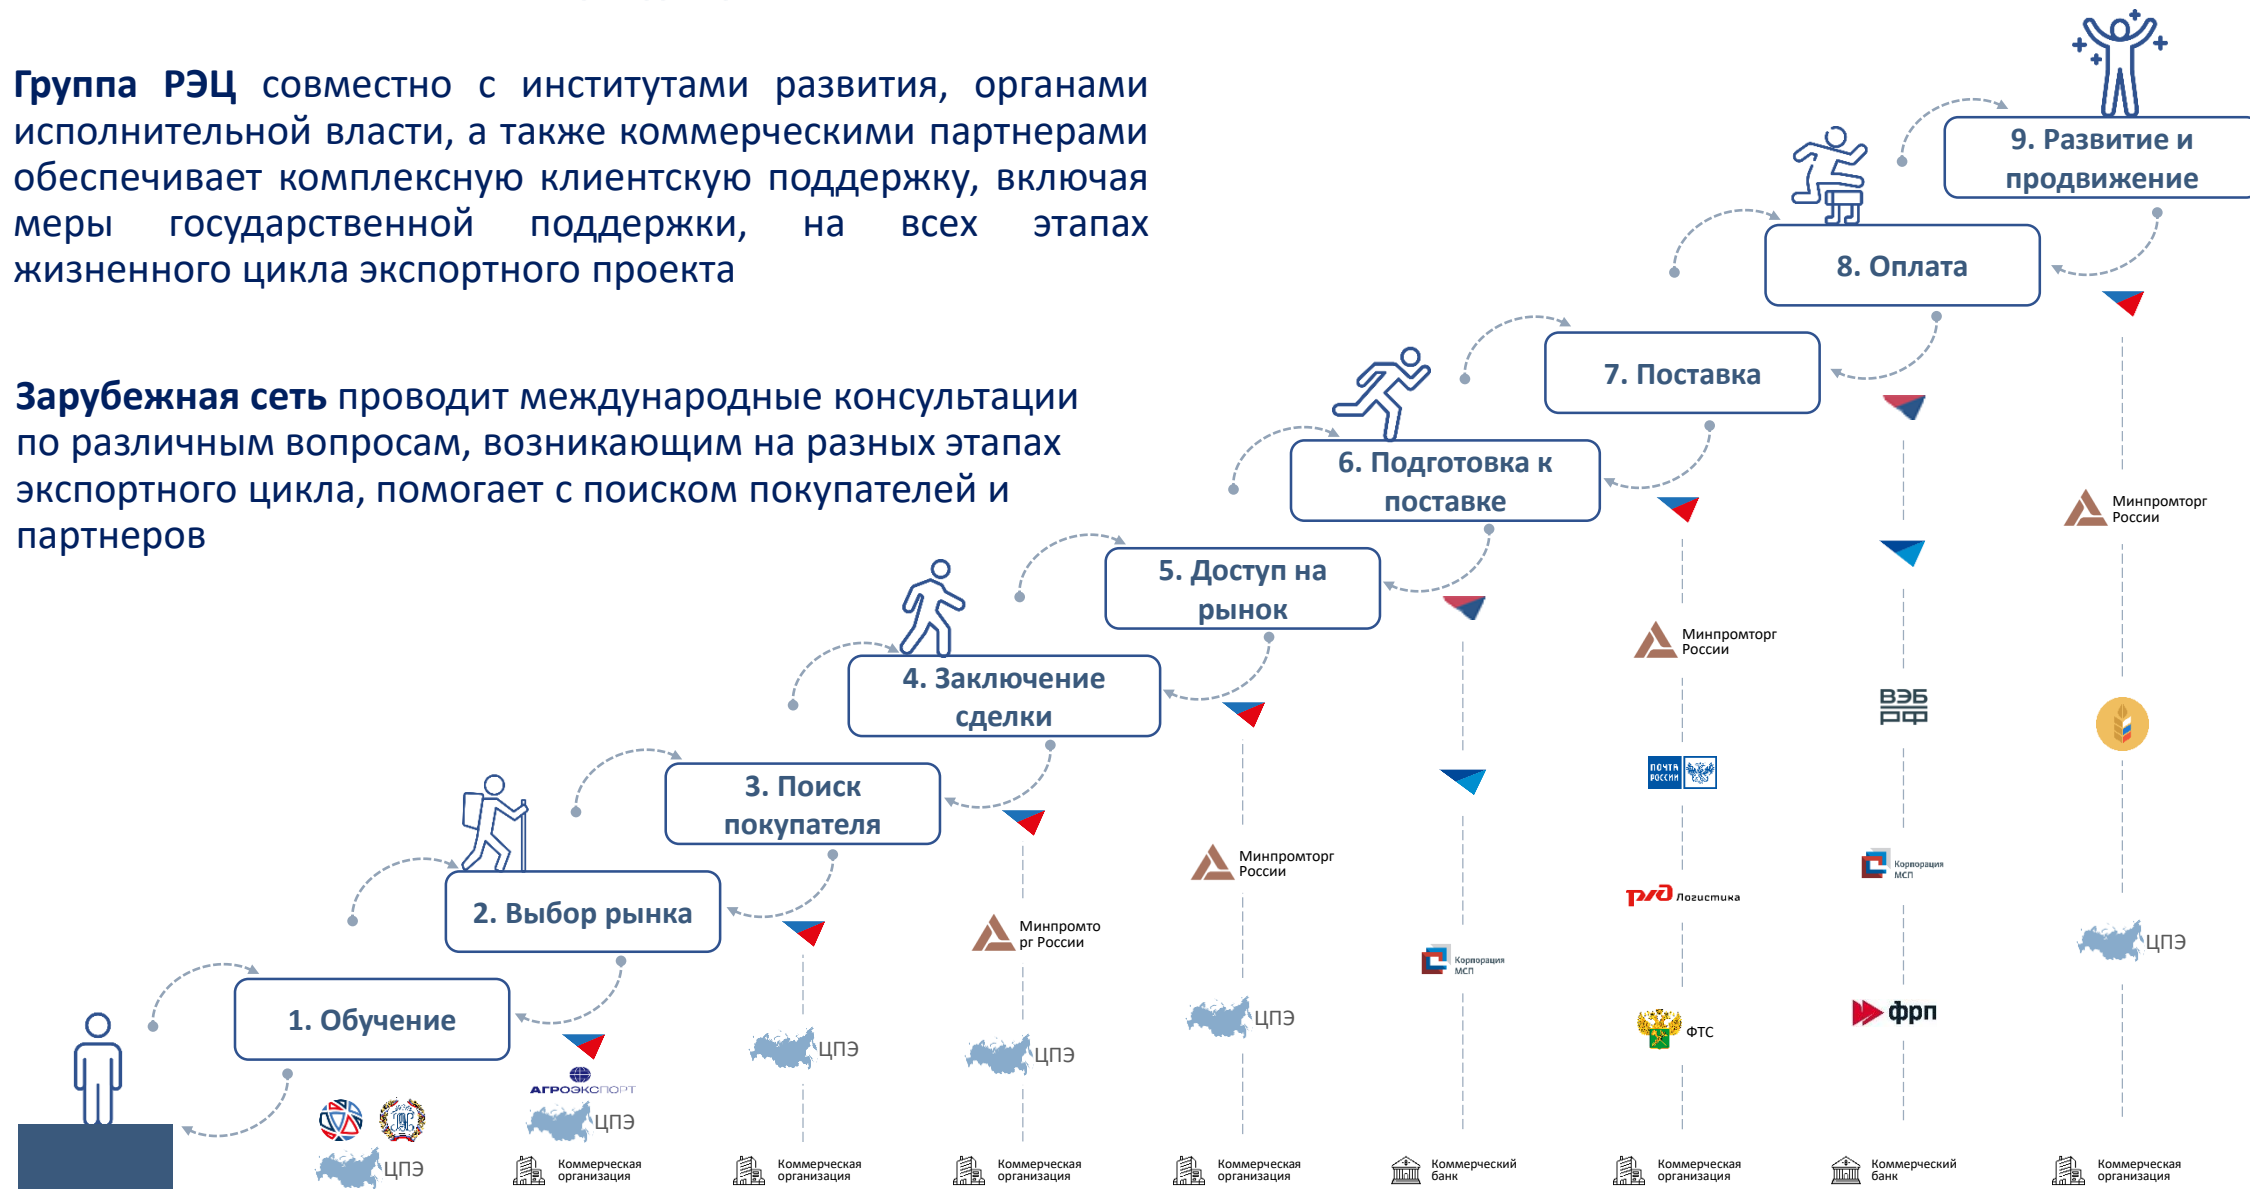 Группа РЭЦ совместно с институтами развития, органами
исполнительной власти, а также коммерческими партнерами
обеспечивает комплексную клиентскую поддержку, включая
меры государственной поддержки, на всех этапах
жизненного цикла экспортного проекта
Зарубежная сеть проводит международные консультации
по различным вопросам, возникающим на разных этапах
экспортного цикла, помогает с поиском покупателей и
партнеров
9. Развитие и
продвижение
8. Оплата
7. Поставка
6. Подготовка к
поставке
5. Доступ на
рынок
4. Заключение
сделки
3. Поиск
покупателя
2. Выбор рынка
1. Обучение
ЦПЭ
АГРОЭКСПОРТ
ЦПЭ
Коммерческая
организация
ЦПЭ
Коммерческая
организация
Минпромто
рг России
ЦПЭ
Коммерческая
организация
Минпромторг
России
ЦПЭ
Коммерческая
организация
Корпорация
МСП
Коммерческий
банк
Минпромторг
России
ПОЧТА
РОССИИ
ржд Логистика
ФТС
Коммерческая
организация
ВЭБ
РФ
Корпорация
МСП
фрп
Коммерческий
банк
Минпромторг
России
ЦПЭ
Коммерческая
организация